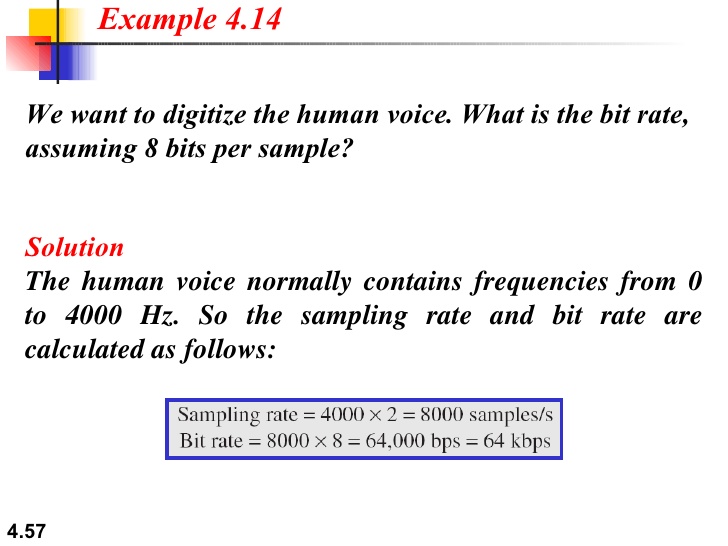 Example 4.14
We want to digitize the human voice. What is the bit rate,
assuming 8 bits per sample?
Solution
The human voice normally contains frequencies from 0
to 4000 Hz. So the sampling rate and bit rate are
calculated as follows:
Sampling rate = 4000 × 2 = 8000 samples/s
Bit rate = 8000 × 8 = 64,000 bps = 64 kbps
4.57